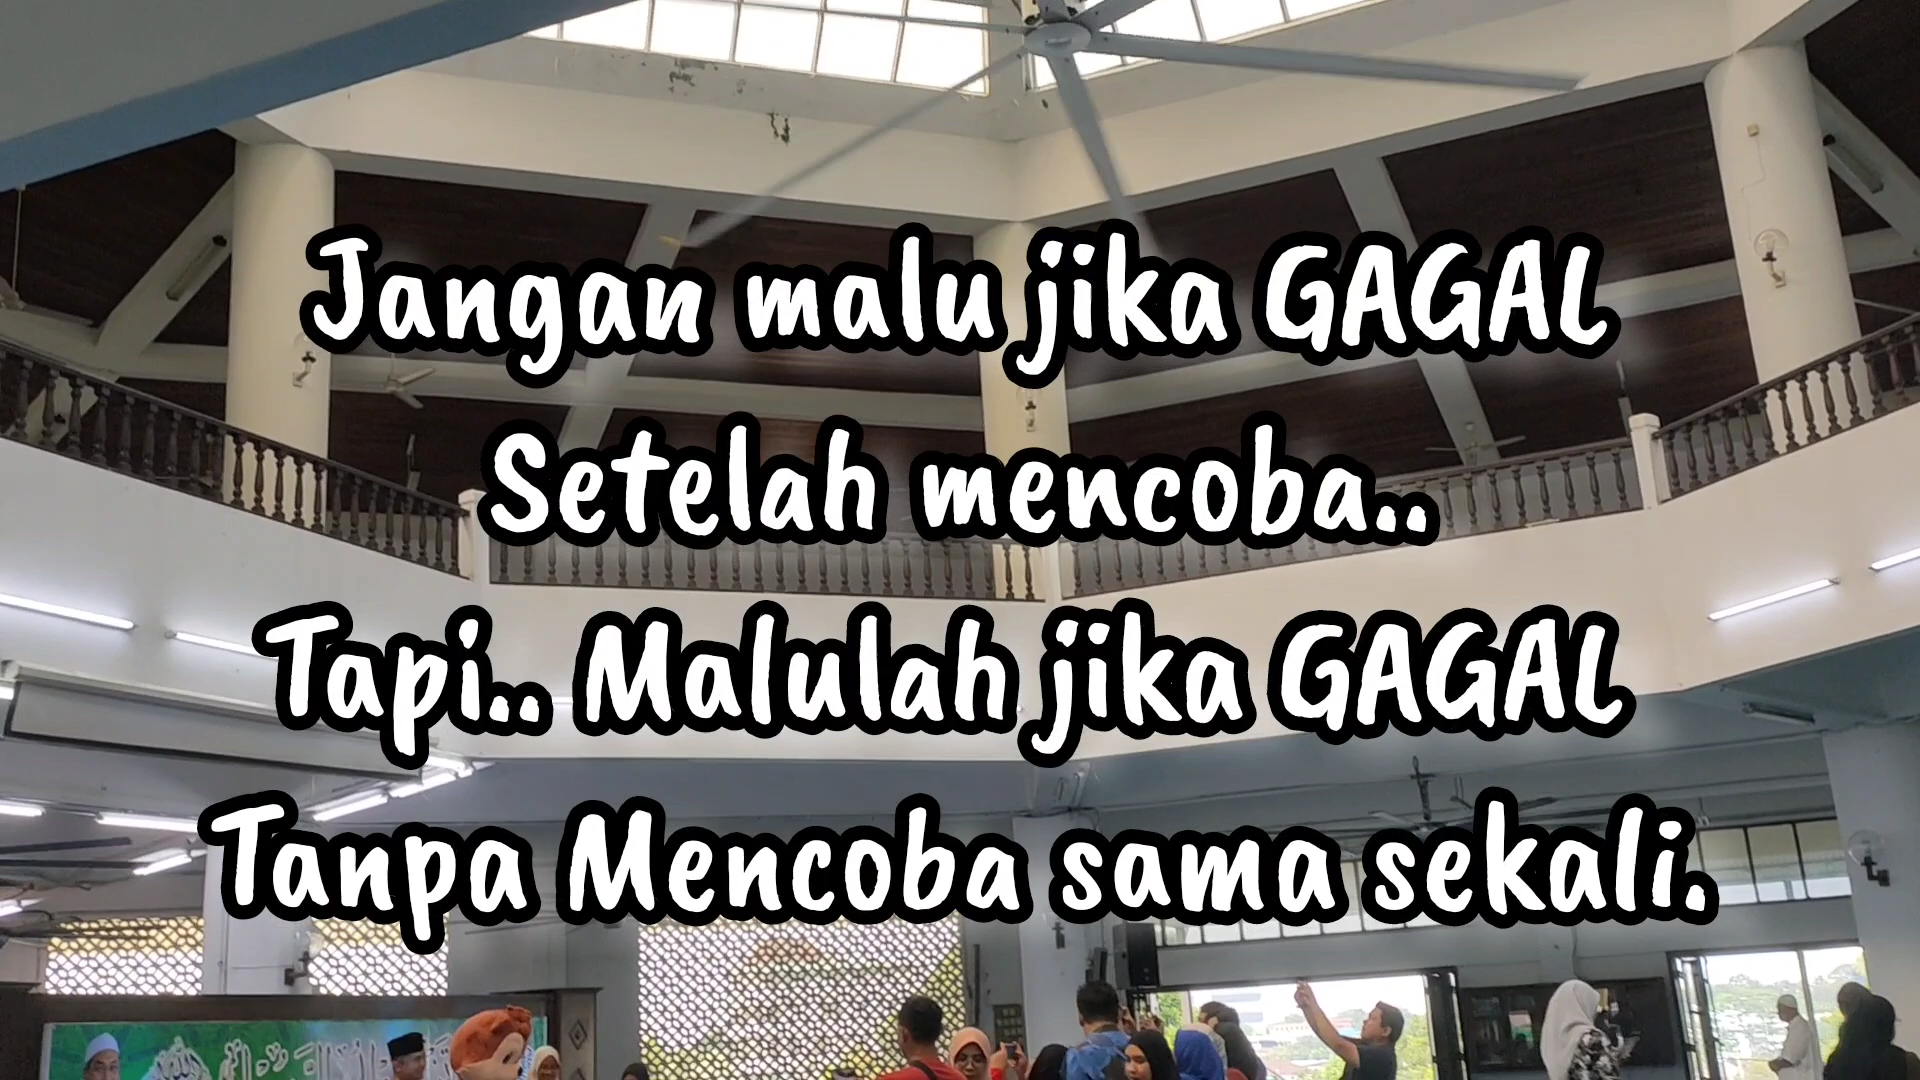 Jangan malu jika GAGAL
Setelah mencoba..
Tapi.. Malulah jika GAGAL
Tanpa Mencoba sama sekali.